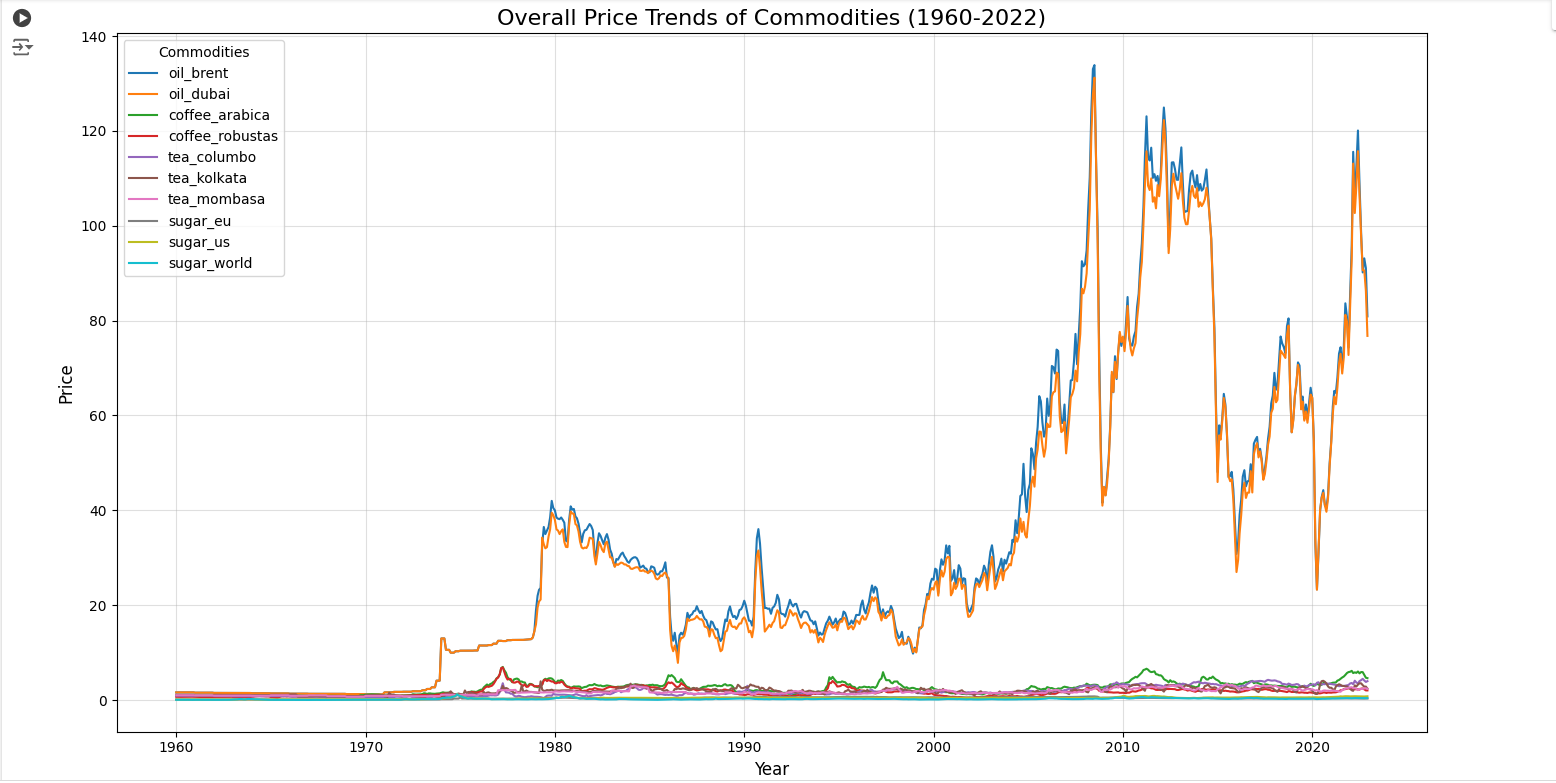 Overall Price Trends of Commodities (1960-2022)
140
120
100
80
60
40
20
0
Price
Commodities
oil_brent
oil_dubai
coffee_arabica
coffee_robustas
tea_columbo
tea_kolkata
tea_mombasa
sugar_eu
sugar_us
sugar_world
1960 1970 1980 1990 2000 2010 2020
Year